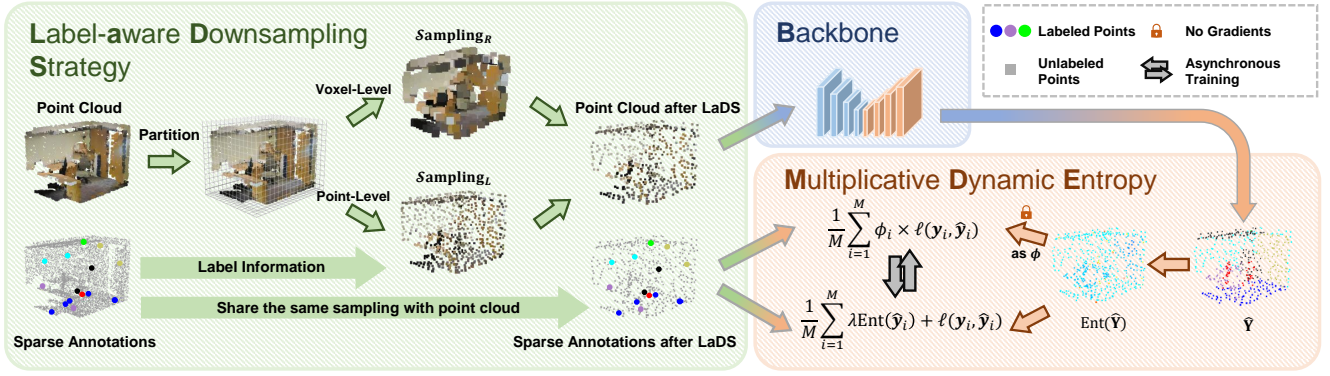 Label-aware Downsampling
Strategy
Point Cloud
Partition
Voxel-Level
Sampling_R
Point-Level
Sampling_L
Point Cloud after LaDS
Label Information
Share the same sampling with point cloud
Sparse Annotations
Sparse Annotations after LaDS
Backbone
Labeled Points
No Gradients
Unlabeled
Points
Asynchronous
Training
Multiplicative Dynamic Entropy
1/M ∑_{i=1}^{M} ϕ_i × ℓ(𝒚_i, ŷ_i)
as ϕ
1/M ∑_{i=1}^{M} λEnt(ŷ_i) + ℓ(𝒚_i, ŷ_i)
Ent(Ŷ)
Ŷ